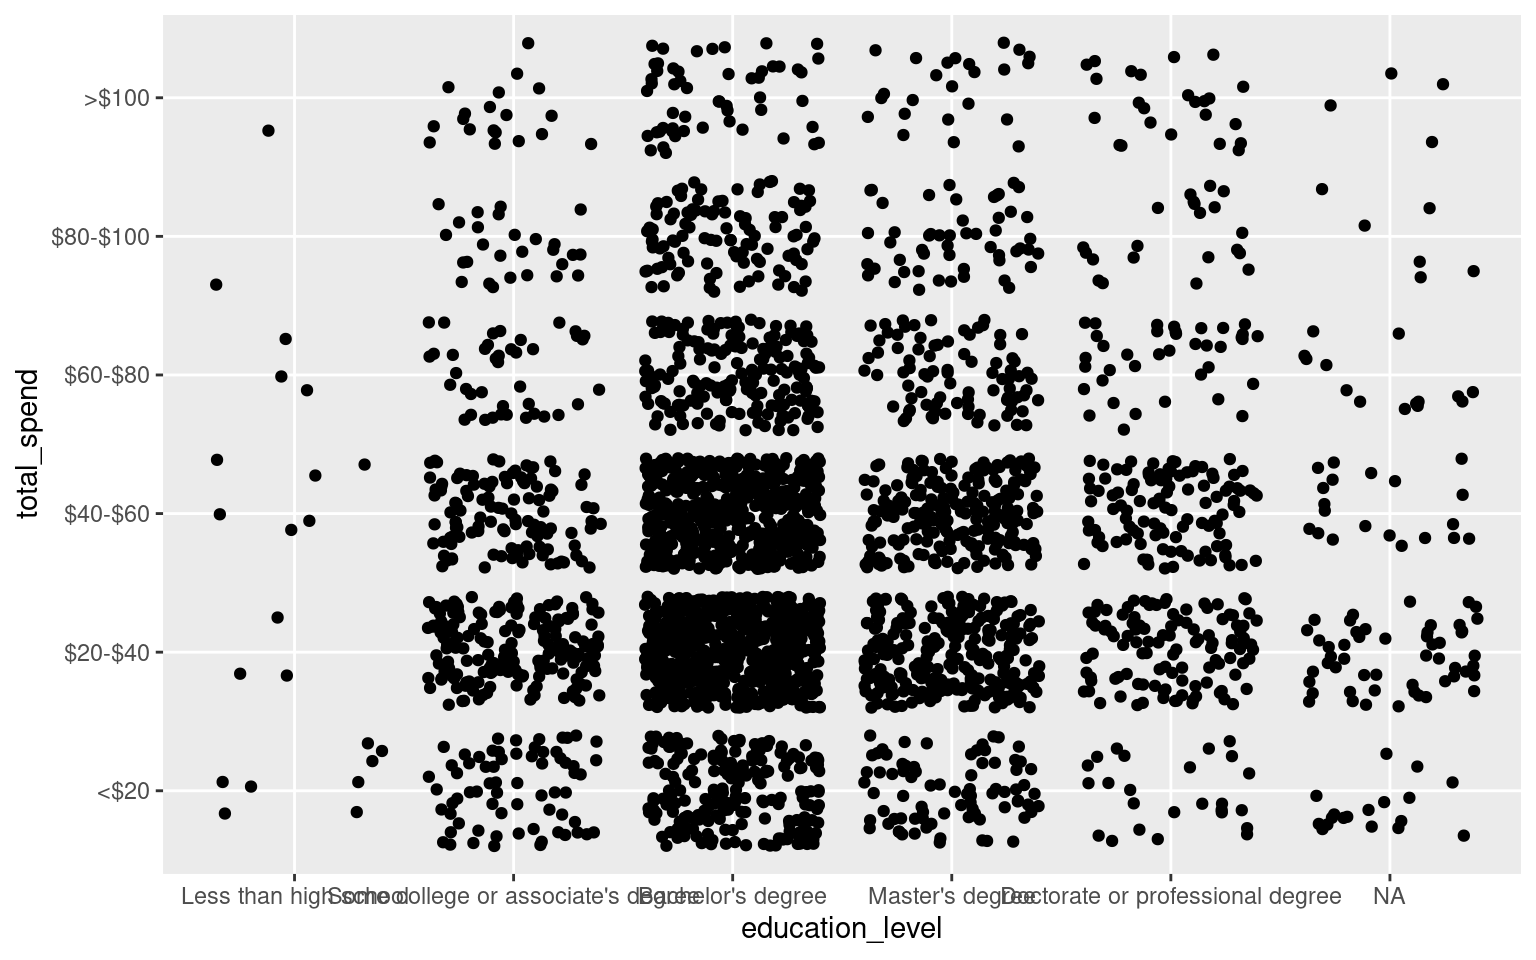 >$100
$80-$100
$60-$80
$40-$60
$20-$40
<$20
total_spend
Less than high school Some college or associate's degree Bachelor's degree Master's degree Doctorate or professional degree NA
education_level